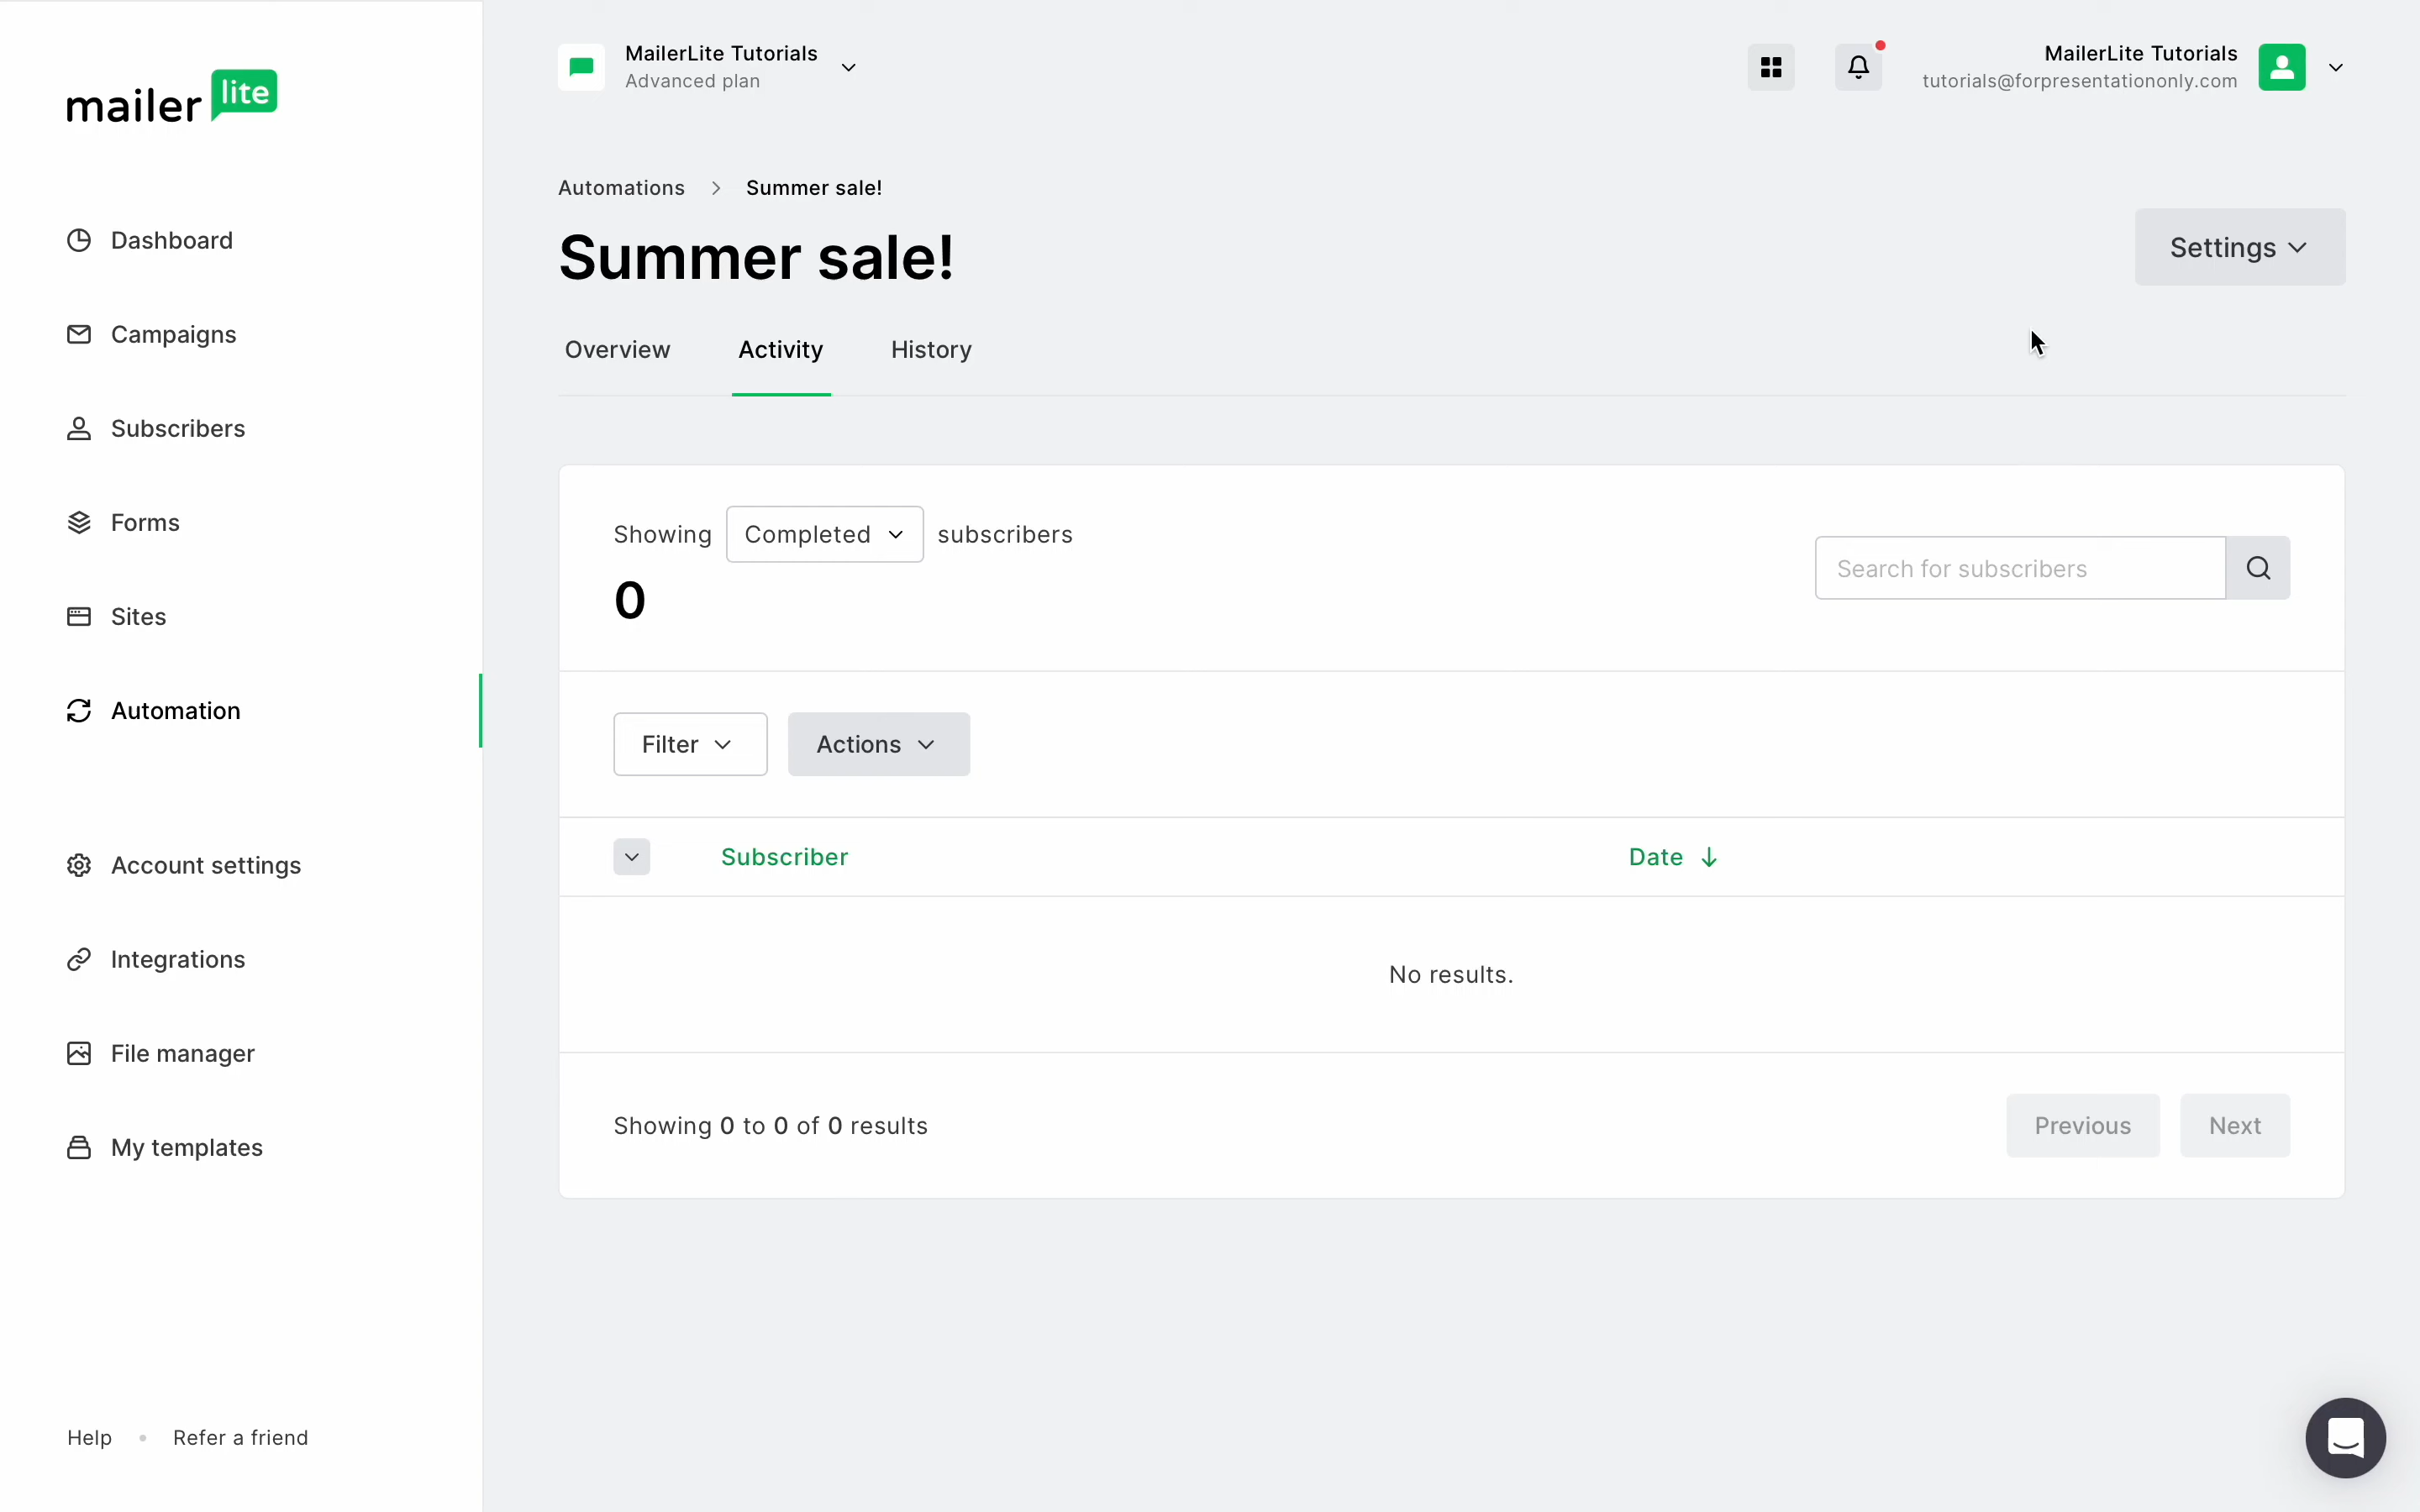 mailer lite
Dashboard
Campaigns
Subscribers
Forms
Sites
Automation
Account settings
Integrations
File manager
My templates
Help • Refer a friend
MailerLite Tutorials
Advanced plan
MailerLite Tutorials
tutorials@forpresentationonly.com
Automations > Summer sale!
Summer sale!
Settings
Overview Activity History
Showing Completed subscribers
0
Search for subscribers
Filter Actions
Subscriber Date ↓
No results.
Showing 0 to 0 of 0 results
Previous Next